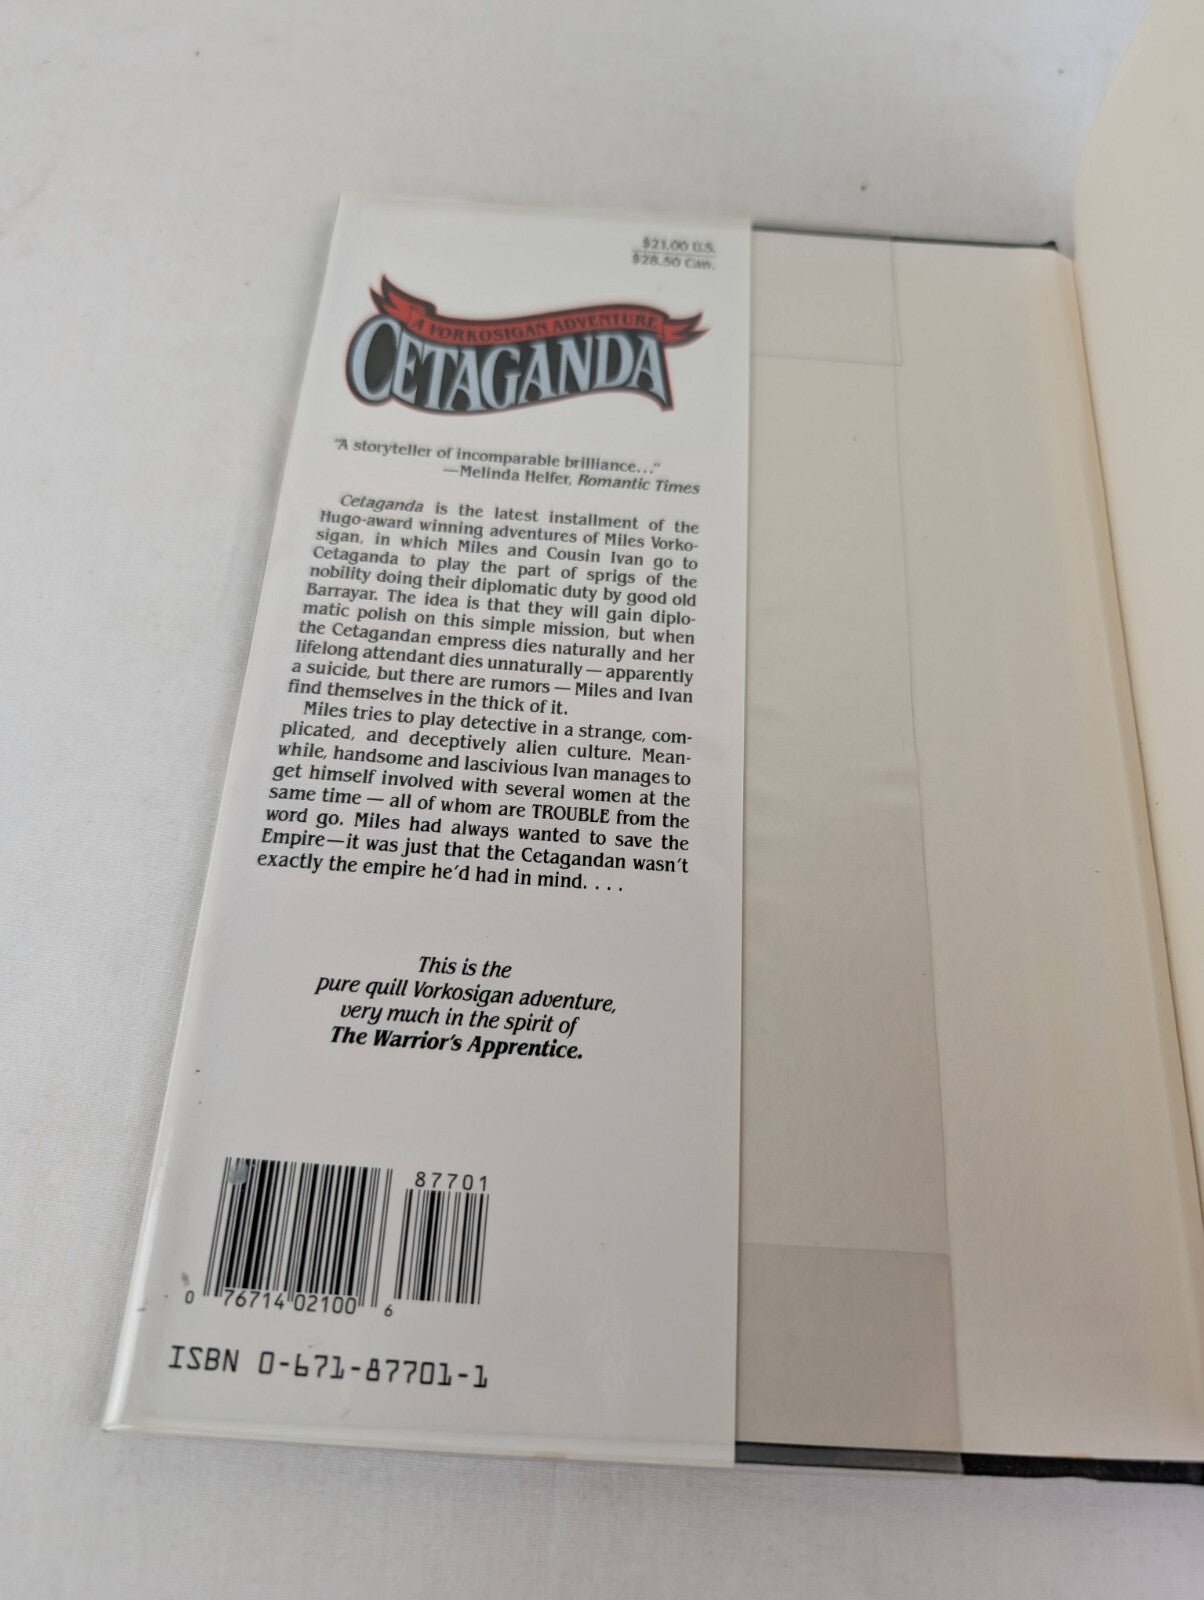 $21.00 U.S.
$28.50 Can.
A VORKOSIGAN ADVENTURE
CETAGANDA
"A storyteller of incomparable brilliance..."
—Melinda Helfer, Romantic Times
Cetaganda is the latest installment of the
Hugo-award winning adventures of Miles Vorko-
sigan, in which Miles and Cousin Ivan go to
Cetaganda to play the part of sprigs of the
nobility doing their diplomatic duty by good old
Barrayar. The idea is that they will gain diplo-
matic polish on this simple mission, but when
the Cetagandan empress dies naturally and her
lifelong attendant dies unnaturally — apparently
a suicide, but there are rumors — Miles and Ivan
find themselves in the thick of it.
Miles tries to play detective in a strange, com-
plicated, and deceptively alien culture. Mean-
while, handsome and lascivious Ivan manages to
get himself involved with several women at the
same time — all of whom are TROUBLE from the
word go. Miles had always wanted to save the
Empire—it was just that the Cetagandan wasn't
exactly the empire he'd had in mind. . . .
This is the
pure quill Vorkosigan adventure,
very much in the spirit of
The Warrior's Apprentice.
87701
0 76714 02100 6
ISBN 0-671-87701-1